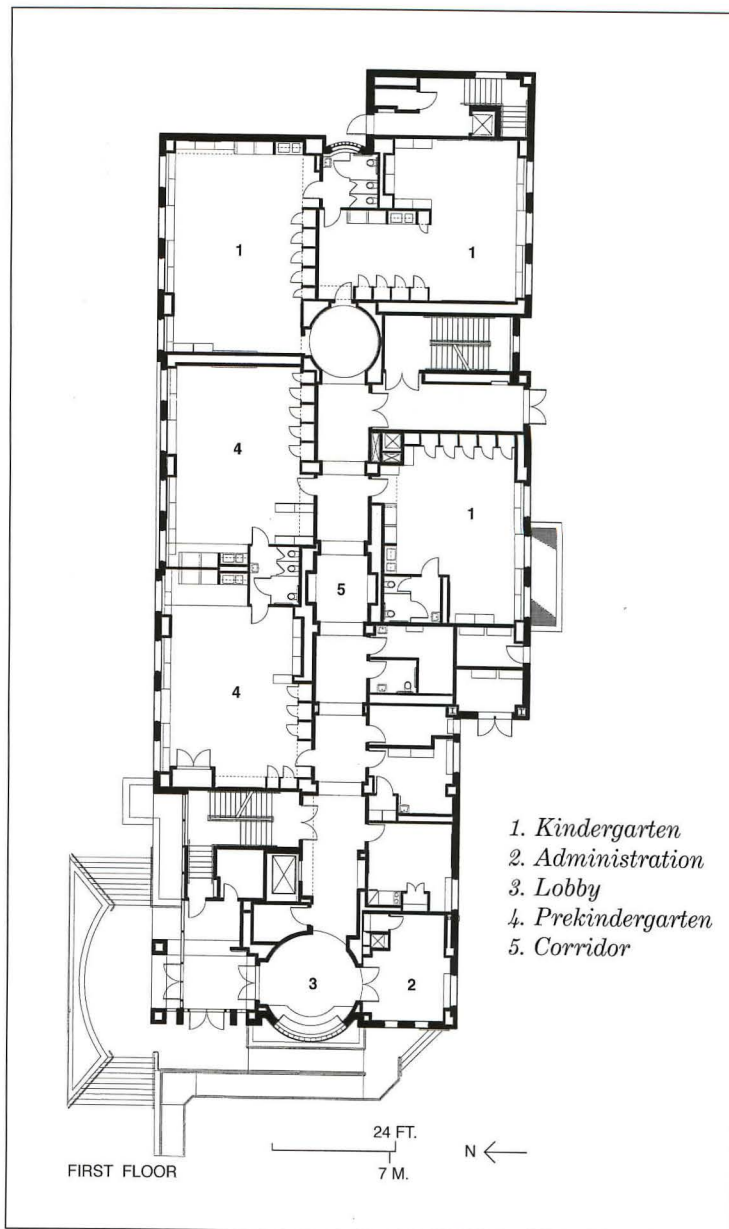 1
1
4
1
5
4
3
2
1. Kindergarten
2. Administration
3. Lobby
4. Prekindergarten
5. Corridor
24 FT.
7 M.
N
FIRST FLOOR